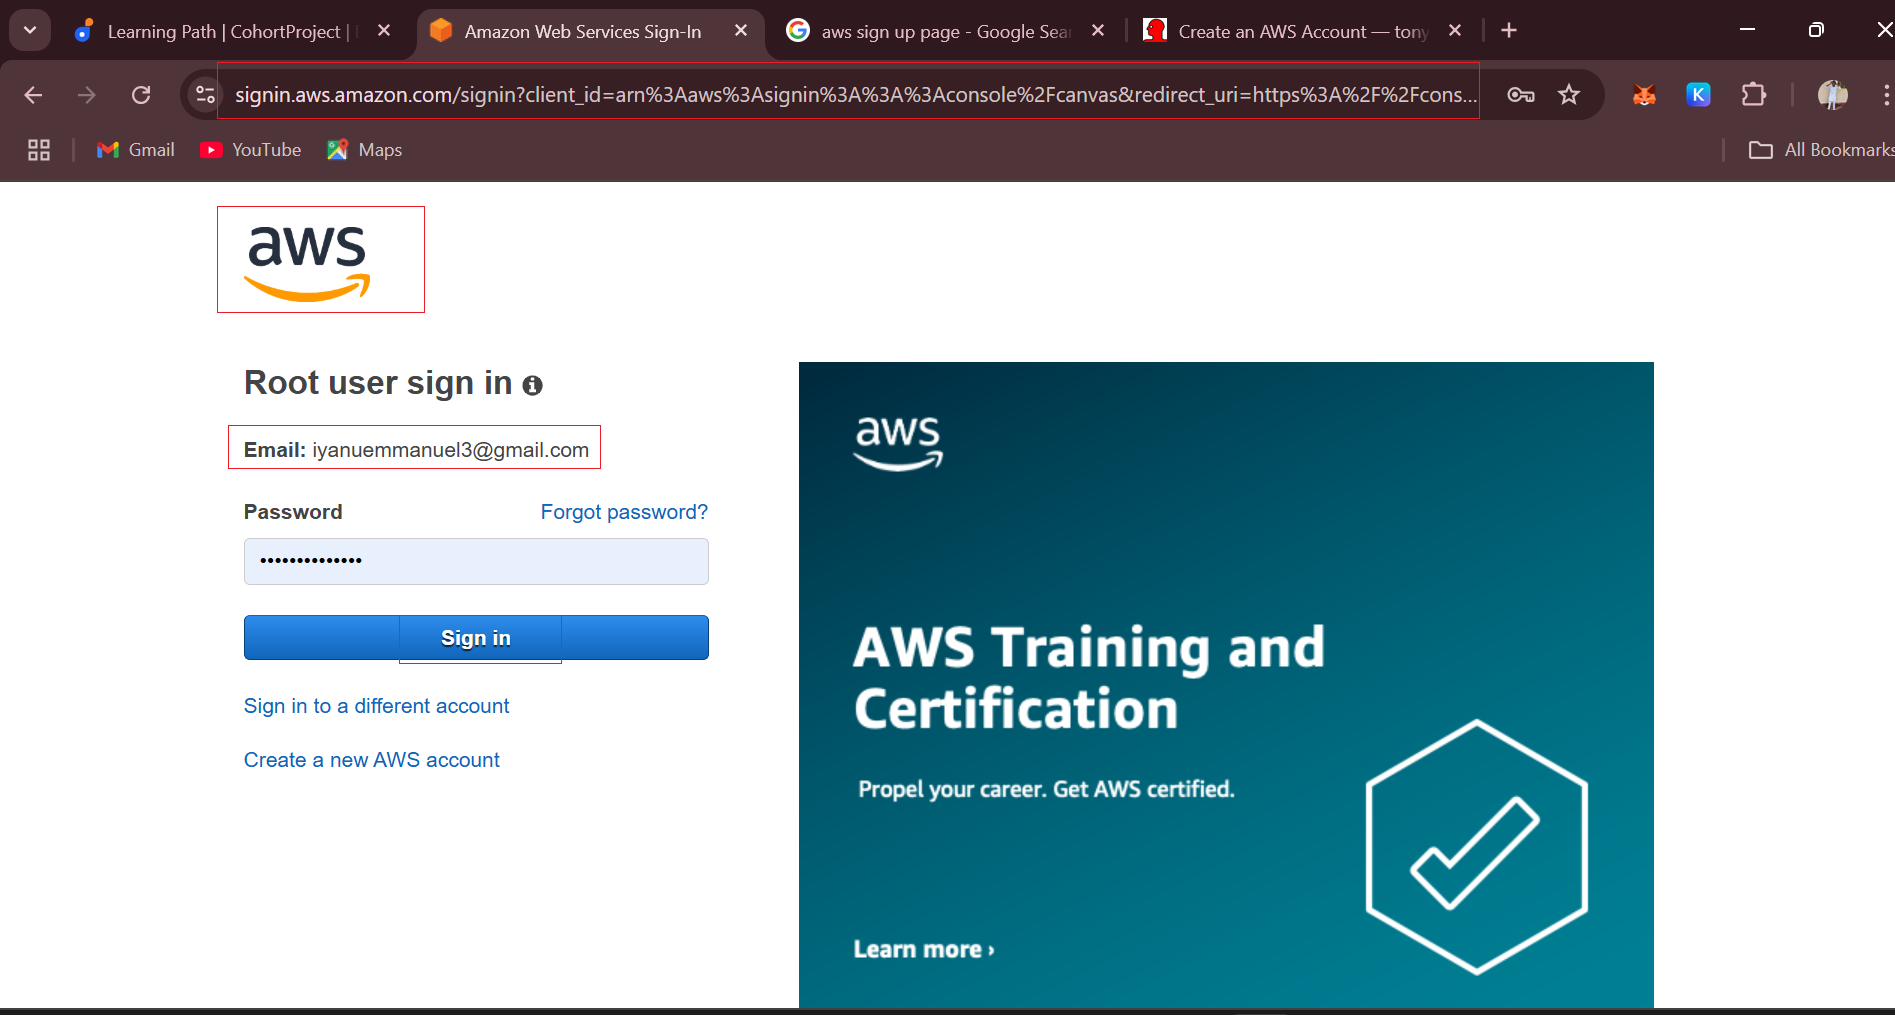 Learning Path | CohortProject |
Amazon Web Services Sign-In
aws sign up page - Google Sear
Create an AWS Account — tony
signin.aws.amazon.com/signin?client_id=arn%3Aaws%3Asignin%3A%3A%3Aconsole%2Fcanvas&redirect_uri=https%3A%2F%2Fcons...
K
Gmail
YouTube
Maps
All Bookmarks
aws
Root user sign in
Email: iyanuemmanuel3@gmail.com
Password
Forgot password?
Sign in
Sign in to a different account
Create a new AWS account
aws
AWS Training and
Certification
Propel your career. Get AWS certified.
Learn more ›